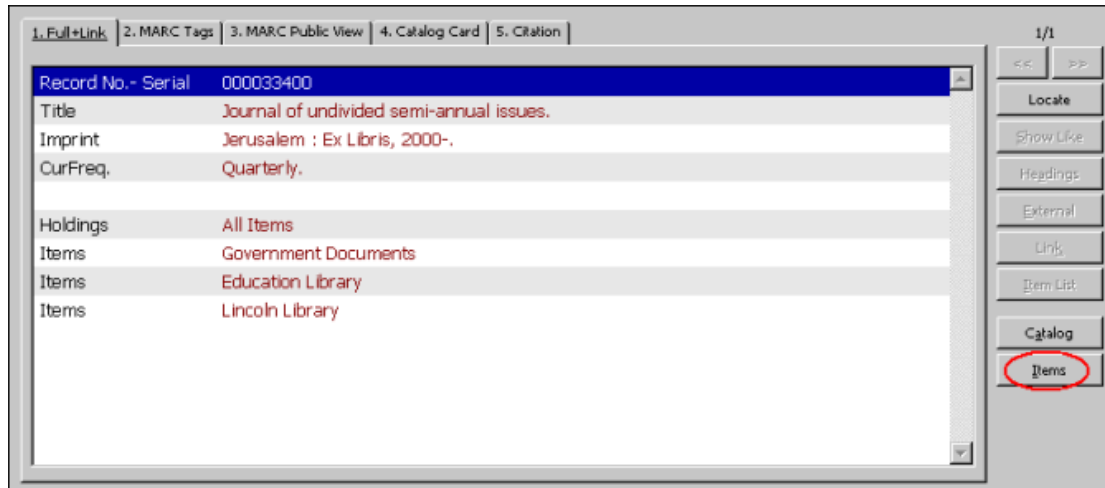 1. Full+Link 2. MARC Tags 3. MARC Public View 4. Catalog Card 5. Citation
1/1
<< >>
Record No.- Serial 000033400
Title Journal of undivided semi-annual issues.
Imprint Jerusalem : Ex Libris, 2000-.
CurFreq. Quarterly.
Holdings All Items
Items Government Documents
Items Education Library
Items Lincoln Library
Locate
Show Like
Headings
External
Link
Item List
Catalog
Items